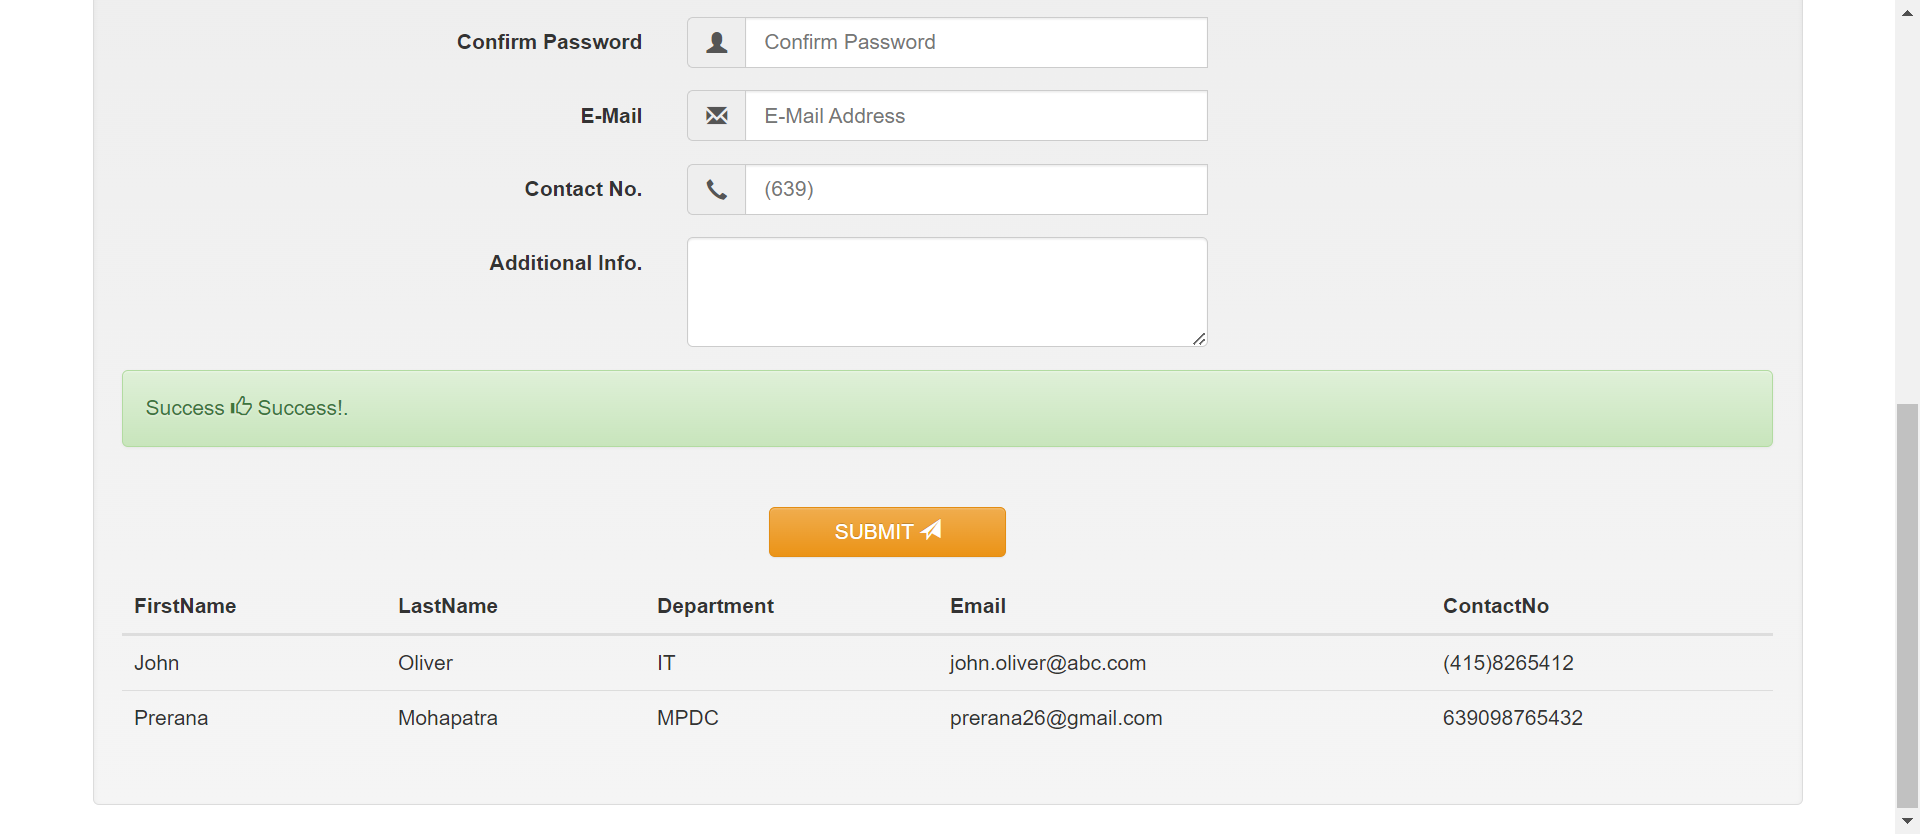 Confirm Password Confirm Password
E-Mail E-Mail Address
Contact No. (639)
Additional Info.
Success Success!.
SUBMIT
FirstName LastName Department Email ContactNo
John Oliver IT john.oliver@abc.com (415)8265412
Prerana Mohapatra MPDC prerana26@gmail.com 639098765432